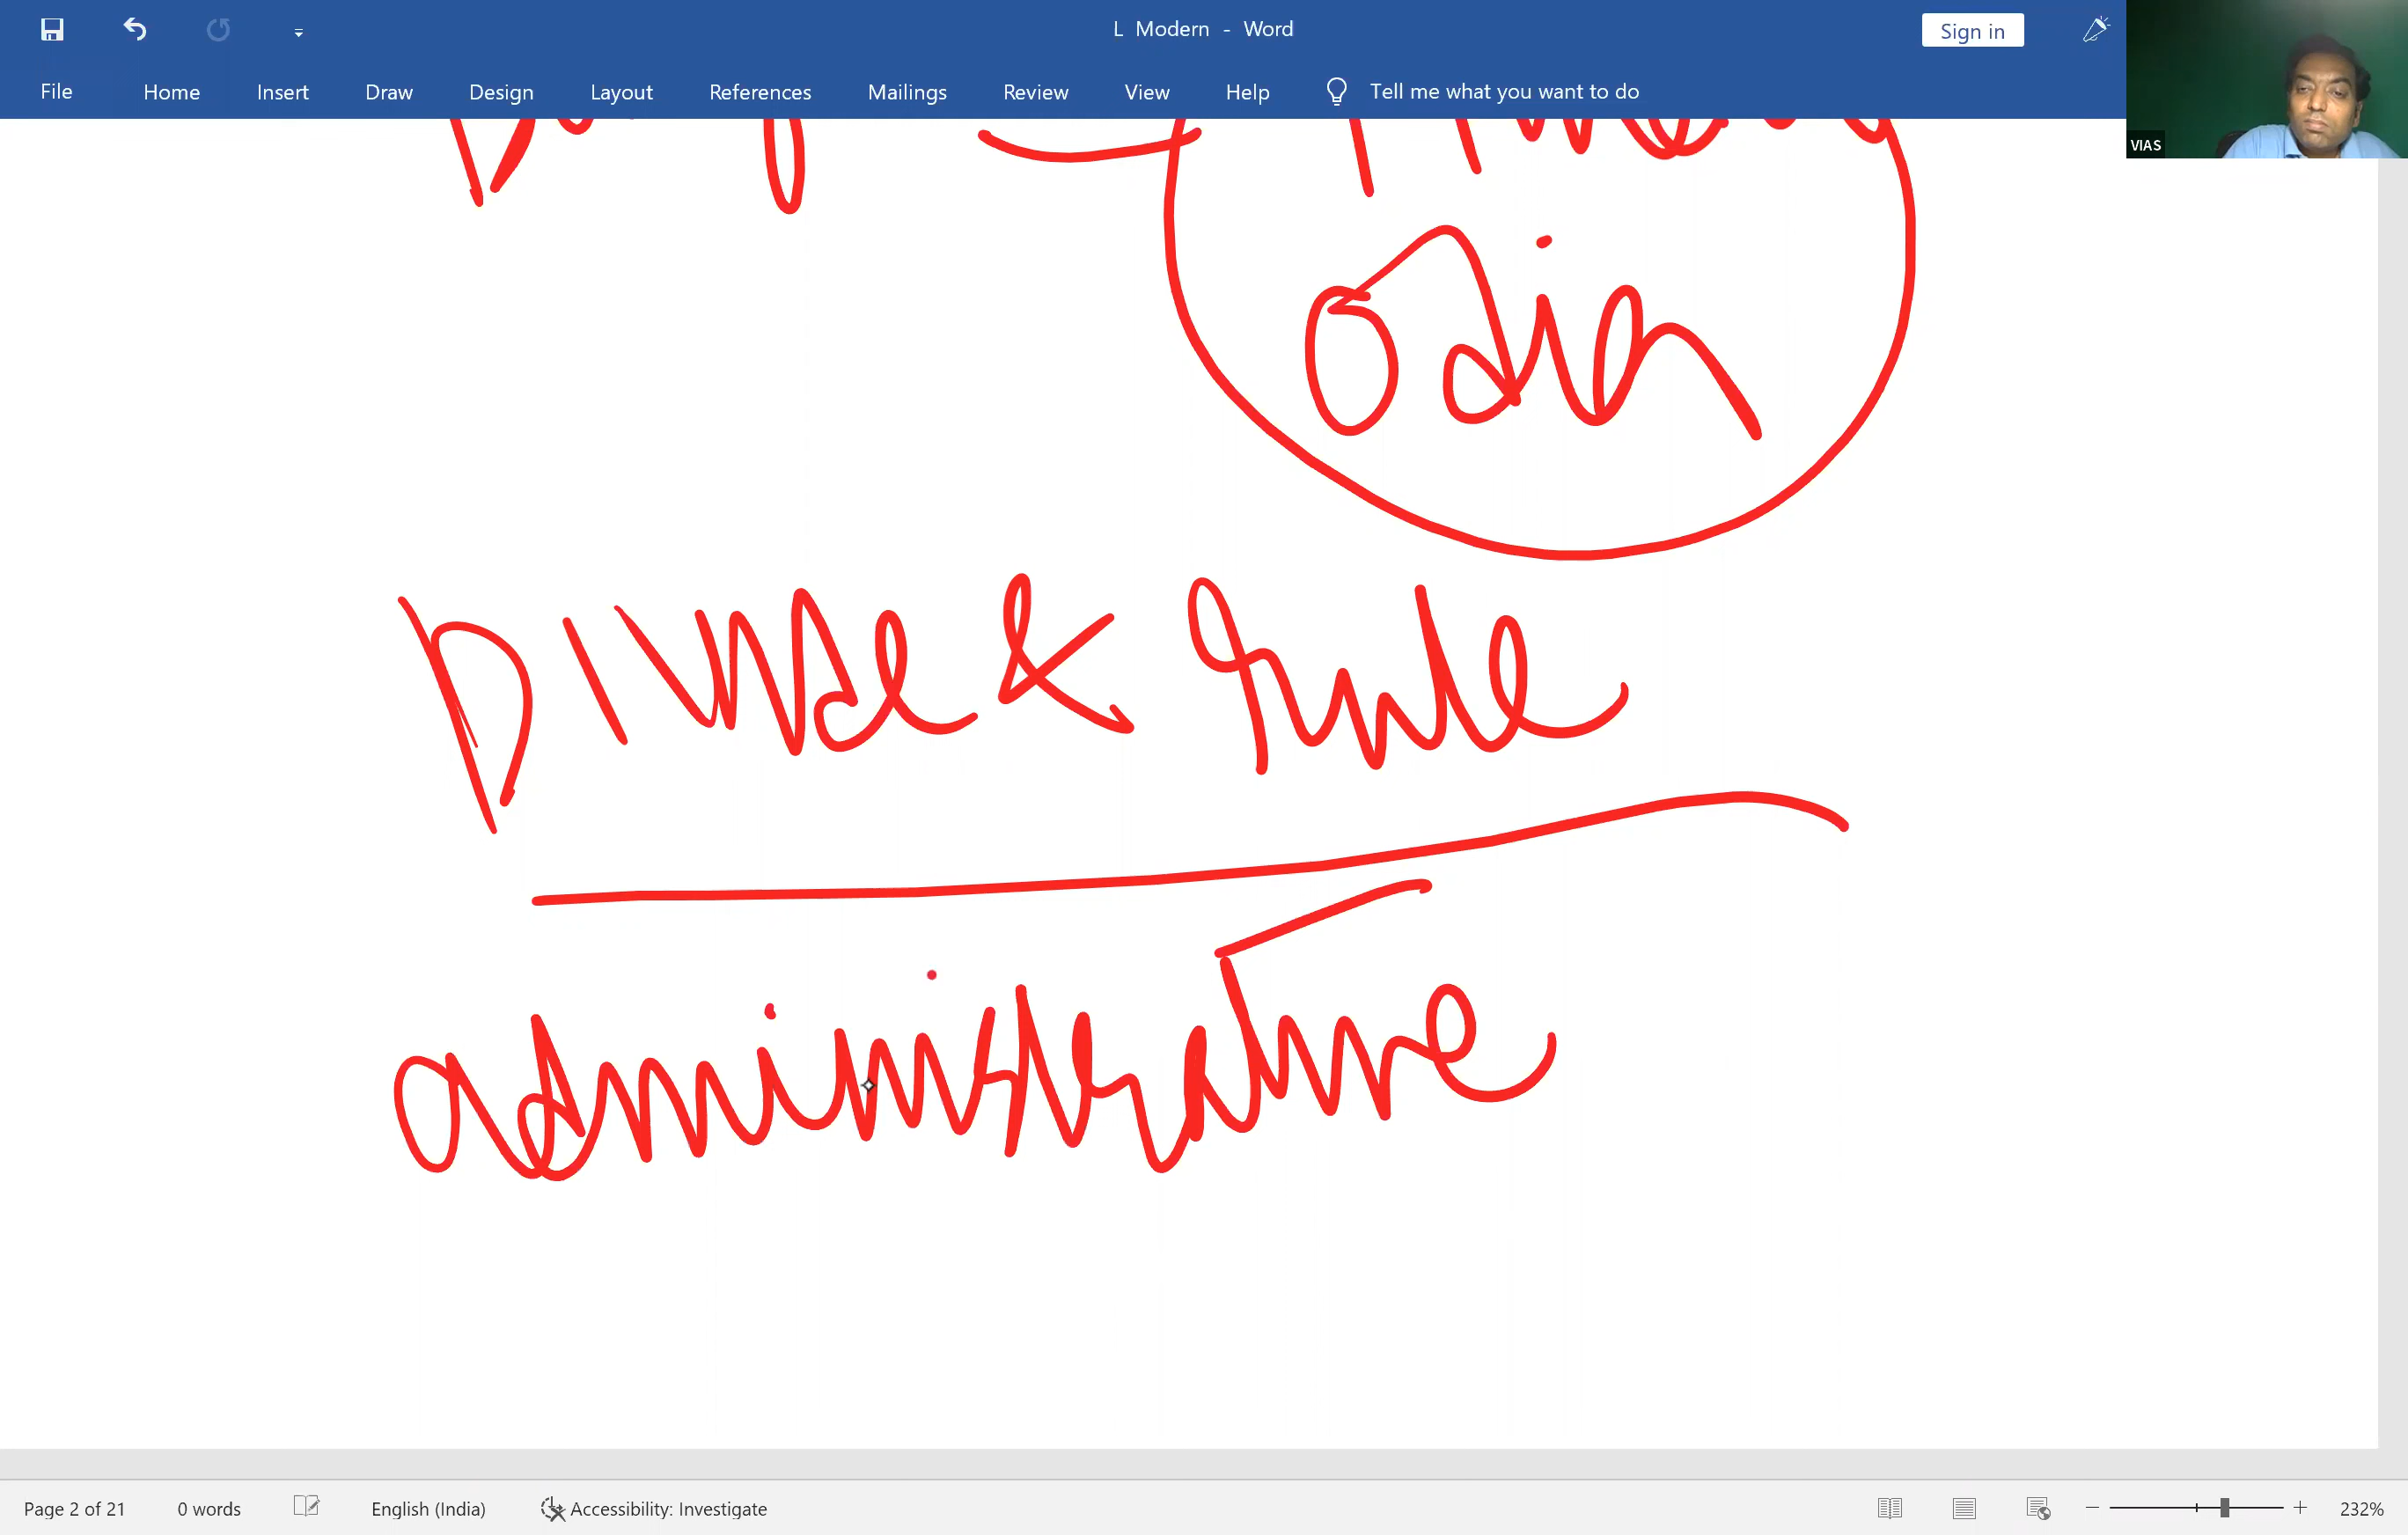 L Modern - Word
Sign in
File Home Insert Draw Design Layout References Mailings Review View Help Tell me what you want to do
VIAS
Odia
Divide & Rule
administrative
Page 2 of 21 0 words English (India) Accessibility: Investigate 232%